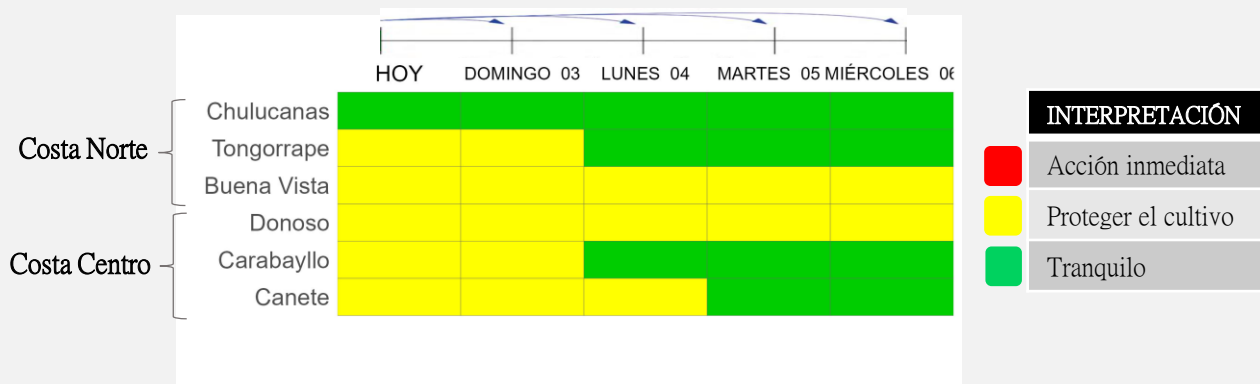 HOY DOMINGO 03 LUNES 04 MARTES 05 MIÉRCOLES 06
Costa Norte
Chulucanas
Tongorrape
Buena Vista
Costa Centro
Donoso
Carabayllo
Canete
INTERPRETACIÓN
Acción inmediata
Proteger el cultivo
Tranquilo